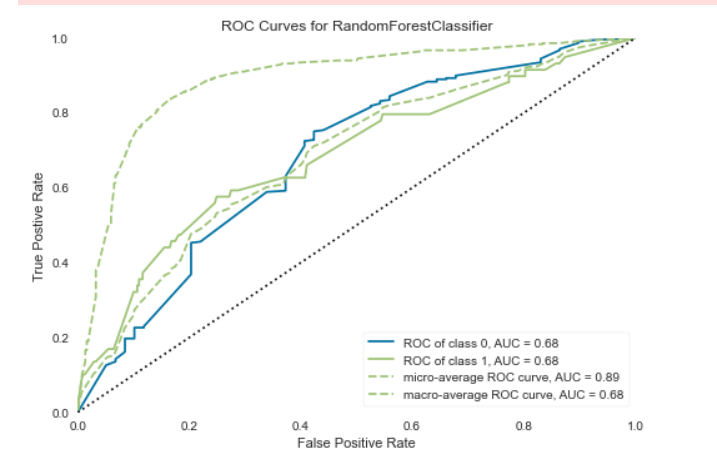 ROC Curves for RandomForestClassifier
1.0
0.8
0.6
0.4
0.2
0.0
True Postive Rate
0.0 0.2 0.4 0.6 0.8 1.0
False Positive Rate
ROC of class 0, AUC = 0.68
ROC of class 1, AUC = 0.68
micro-average ROC curve, AUC = 0.89
macro-average ROC curve, AUC = 0.68